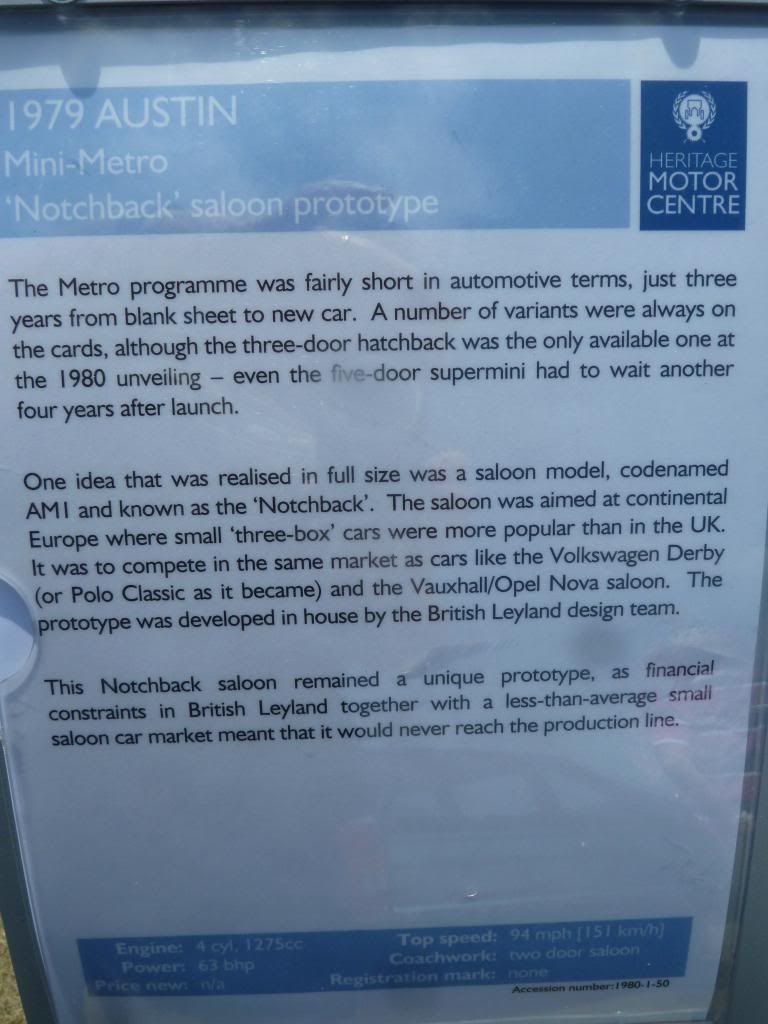 1979 AUSTIN
Mini-Metro
'Notchback' saloon prototype
HERITAGE
MOTOR
CENTRE
The Metro programme was fairly short in automotive terms, just three
years from blank sheet to new car. A number of variants were always on
the cards, although the three-door hatchback was the only available one at
the 1980 unveiling – even the five-door supermini had to wait another
four years after launch.
One idea that was realised in full size was a saloon model, codenamed
AM1 and known as the 'Notchback'. The saloon was aimed at continental
Europe where small 'three-box' cars were more popular than in the UK.
It was to compete in the same market as cars like the Volkswagen Derby
(or Polo Classic as it became) and the Vauxhall/Opel Nova saloon. The
prototype was developed in house by the British Leyland design team.
This Notchback saloon remained a unique prototype, as financial
constraints in British Leyland together with a less-than-average small
saloon car market meant that it would never reach the production line.
Engine: 4 cyl, 1275cc
Power: 63 bhp
Price new: n/a
Top speed: 94 mph [151 km/h]
Coachwork: two door saloon
Registration mark: none
Accession number:1980-1-50